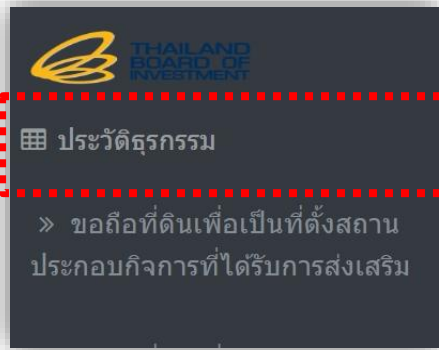 THAILAND
BOARD OF
INVESTMENT
ประวัติธุรกรรม
» ขอถือที่ดินเพื่อเป็นที่ตั้งสถาน
ประกอบกิจการที่ได้รับการส่งเสริม